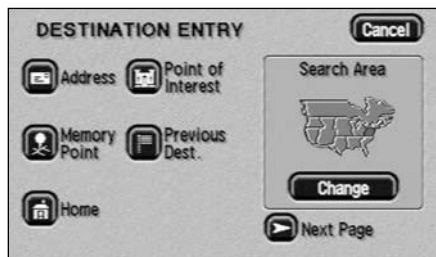 DESTINATION ENTRY
Cancel
Address
Point of
Interest
Search Area
Memory
Point
Previous
Dest.
Change
Home
Next Page